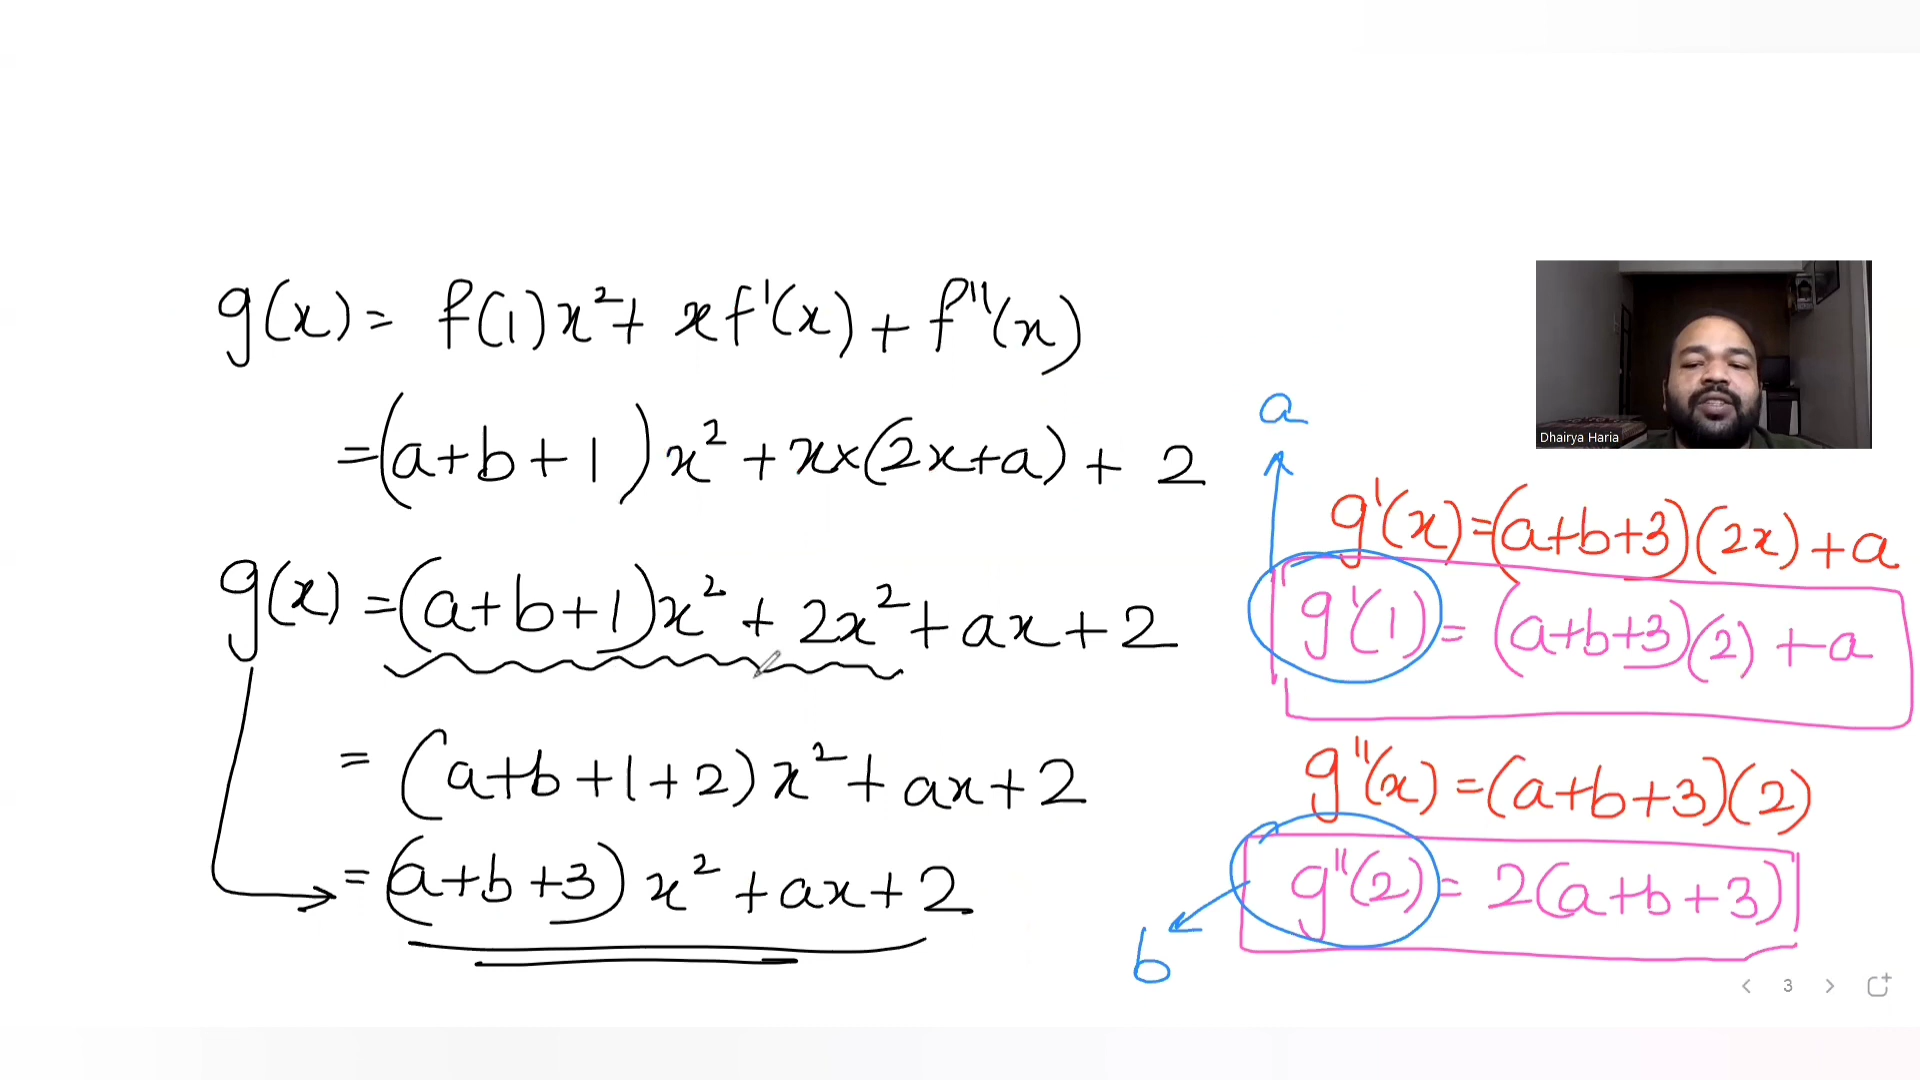 g(x) = f(1)x² + xf'(x) + f''(x)
= (a+b+1)x² + x×(2x+a) + 2
g(x) = (a+b+1)x² + 2x² + ax + 2
= (a+b+1+2)x² + ax + 2
= (a+b+3)x² + ax + 2
Dhairya Haria
a
g'(x) = (a+b+3)(2x) + a
g'(1) = (a+b+3)(2) + a
g''(x) = (a+b+3)(2)
g''(2) = 2(a+b+3)
b
< 3 >